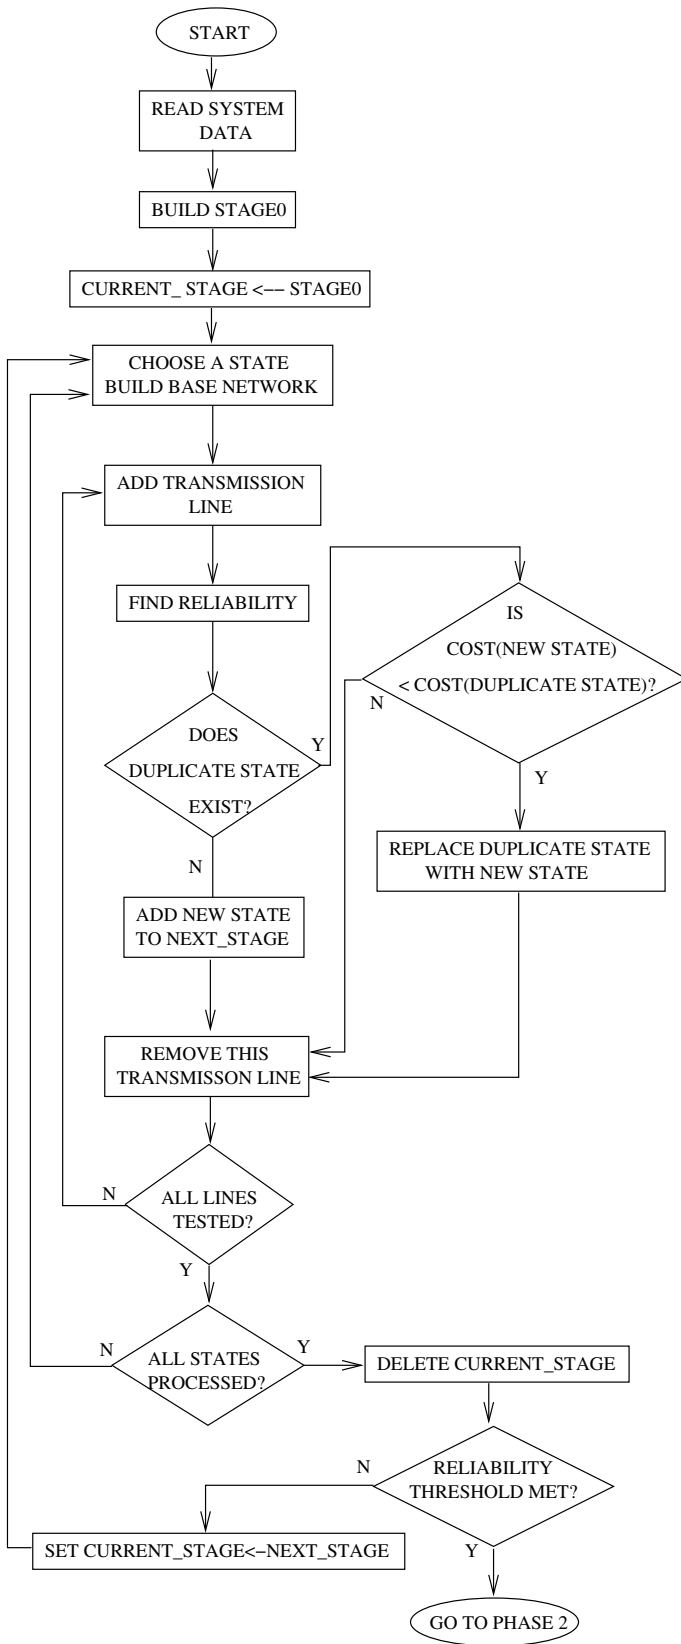 START
READ SYSTEM
DATA
BUILD STAGE0
CURRENT_ STAGE <−− STAGE0
CHOOSE A STATE
BUILD BASE NETWORK
ADD TRANSMISSION
LINE
FIND RELIABILITY
IS
COST(NEW STATE)
< COST(DUPLICATE STATE)?
N
Y
DOES
DUPLICATE STATE
EXIST?
Y
N
REPLACE DUPLICATE STATE
WITH NEW STATE
ADD NEW STATE
TO NEXT_STAGE
REMOVE THIS
TRANSMISSON LINE
ALL LINES
TESTED?
N
Y
ALL STATES
PROCESSED?
N
Y
DELETE CURRENT_STAGE
RELIABILITY
THRESHOLD MET?
N
Y
SET CURRENT_STAGE<−NEXT_STAGE
GO TO PHASE 2